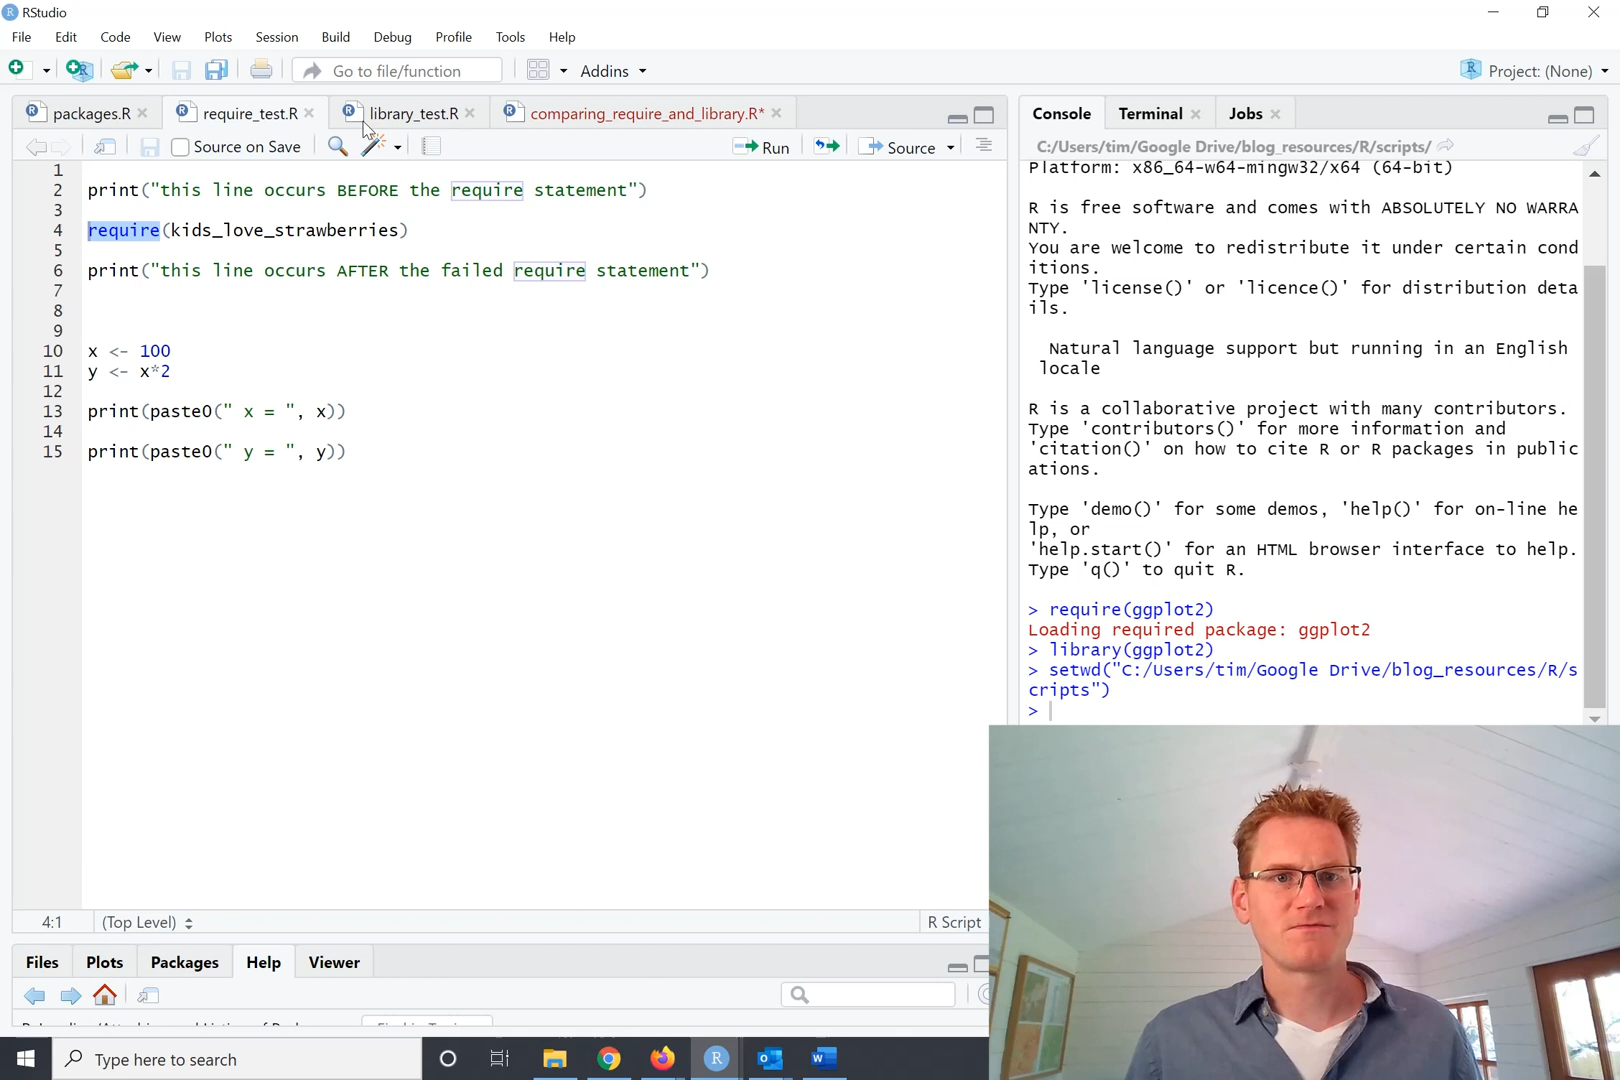 RStudio
File Edit Code View Plots Session Build Debug Profile Tools Help
Go to file/function Addins Project: (None)
packages.R require_test.R library_test.R comparing_require_and_library.R*
Source on Save Run Source
1
2 print("this line occurs BEFORE the require statement")
3
4 require(kids_love_strawberries)
5
6 print("this line occurs AFTER the failed require statement")
7
8
9
10 x <- 100
11 y <- x*2
12
13 print(paste0(" x = ", x))
14
15 print(paste0(" y = ", y))
4:1 (Top Level) R Script
Console Terminal Jobs
C:/Users/tim/Google Drive/blog_resources/R/scripts/
Platform: x86_64-w64-mingw32/x64 (64-bit)
R is free software and comes with ABSOLUTELY NO WARRA
NTY.
You are welcome to redistribute it under certain cond
itions.
Type 'license()' or 'licence()' for distribution deta
ils.
Natural language support but running in an English
locale
R is a collaborative project with many contributors.
Type 'contributors()' for more information and
'citation()' on how to cite R or R packages in public
ations.
Type 'demo()' for some demos, 'help()' for on-line he
lp, or
'help.start()' for an HTML browser interface to help.
Type 'q()' to quit R.
> require(ggplot2)
Loading required package: ggplot2
> library(ggplot2)
> setwd("C:/Users/tim/Google Drive/blog_resources/R/s
cripts")
>
Files Plots Packages Help Viewer
Type here to search